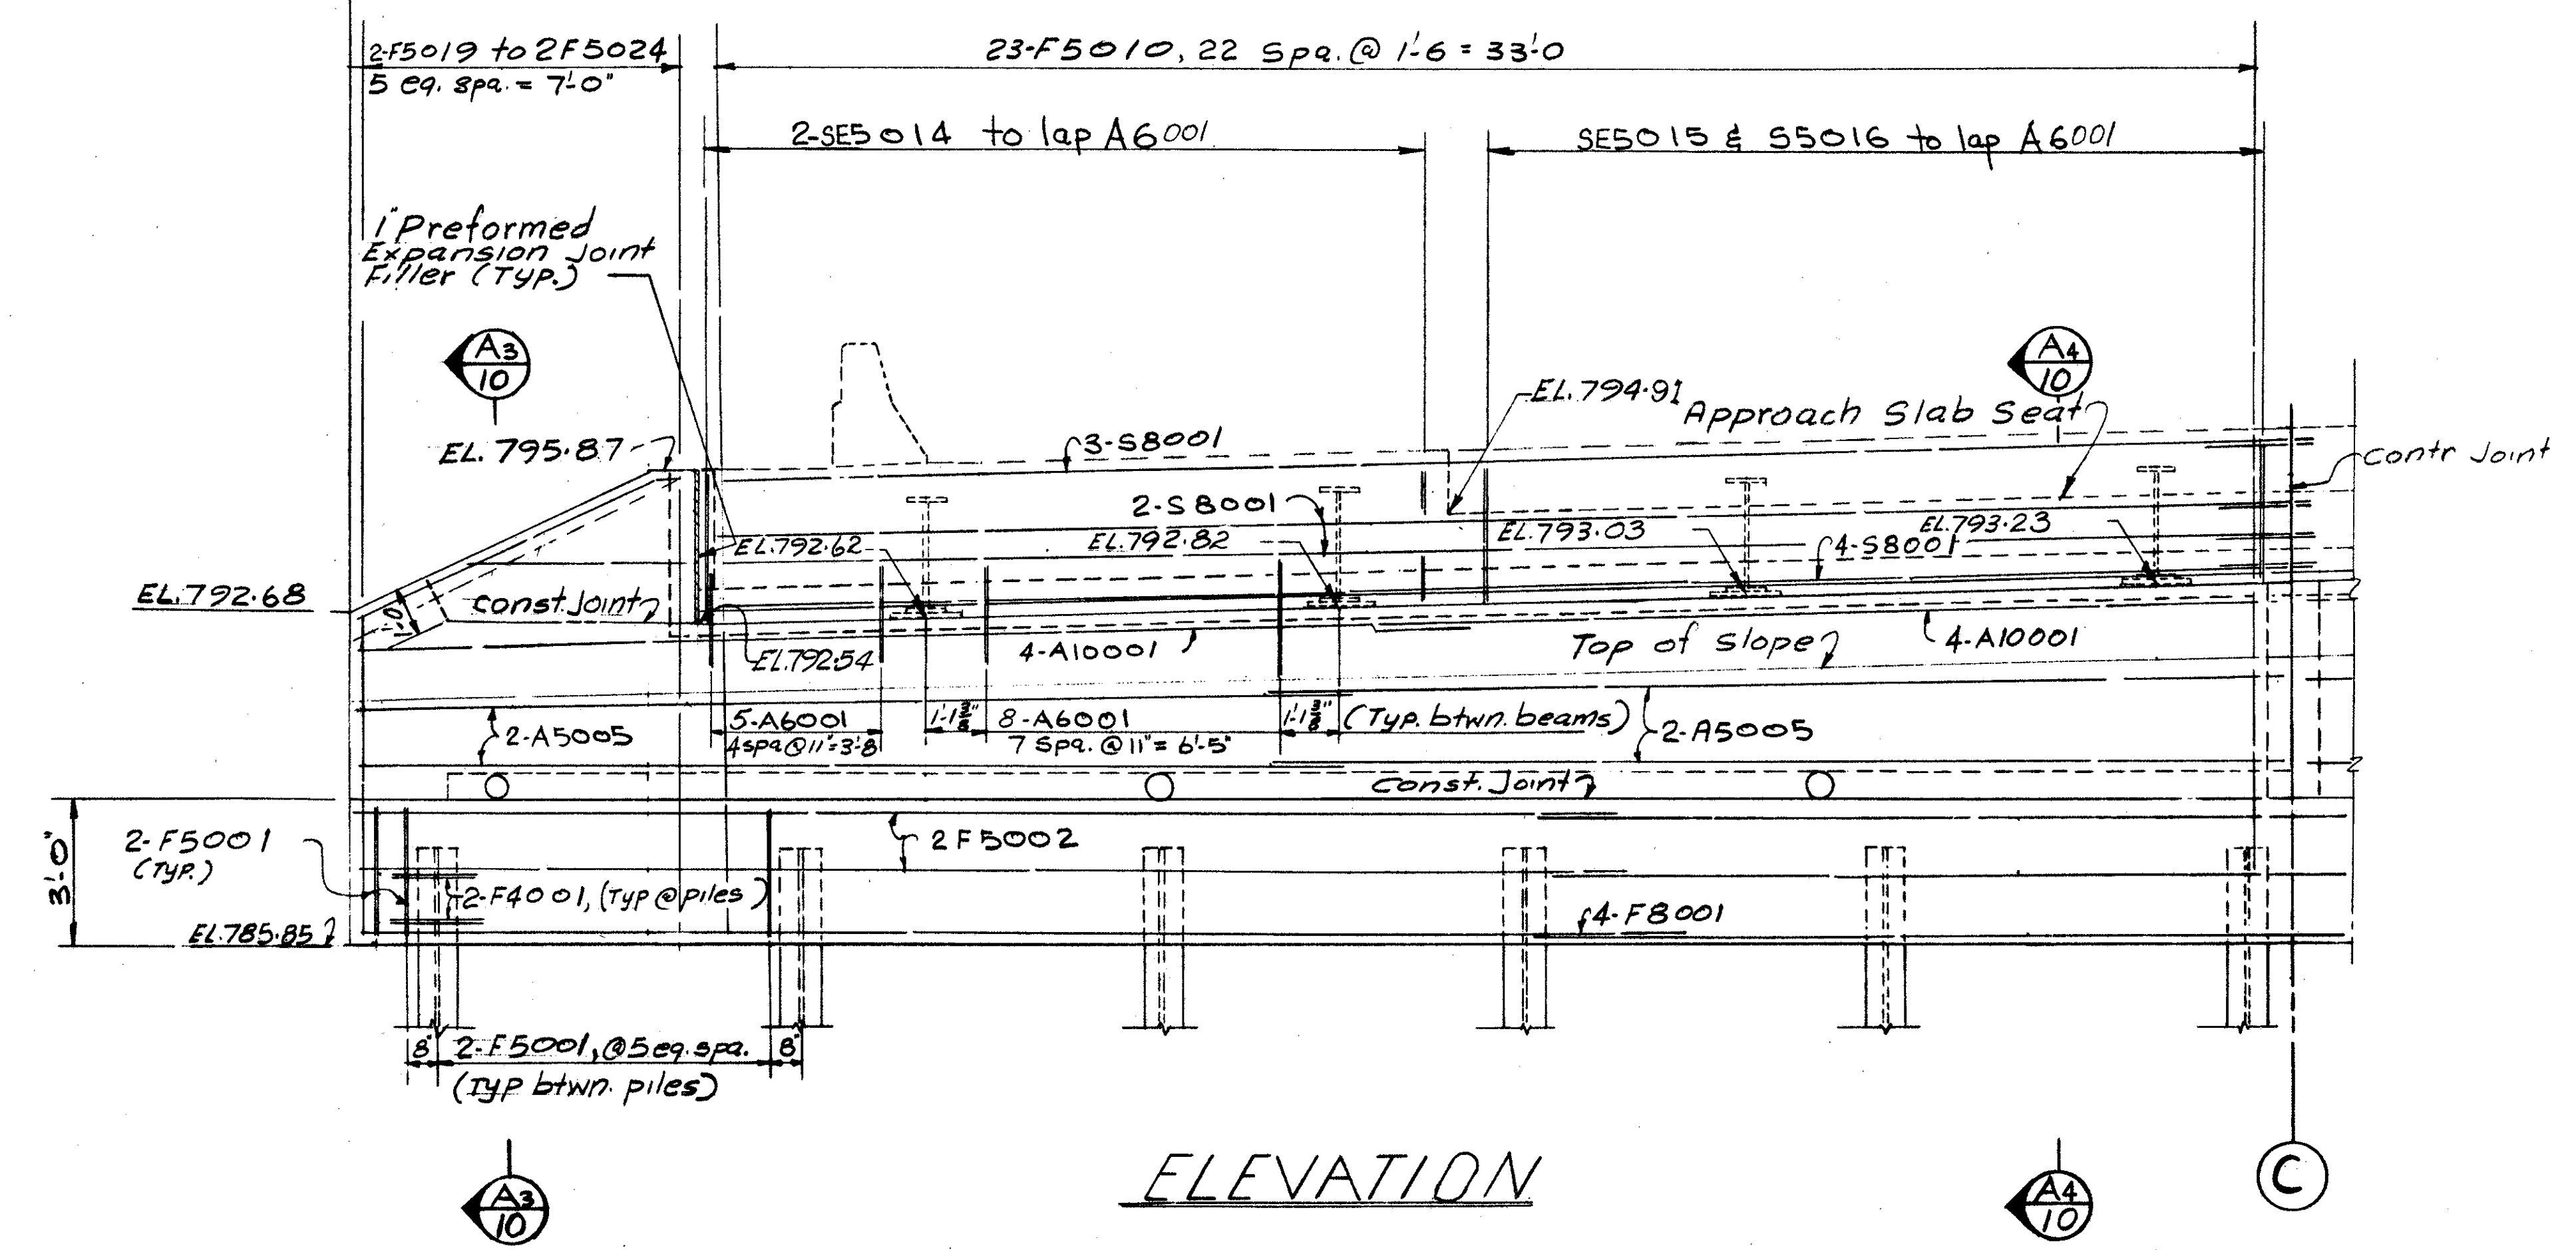 2-F5019 to 2F5024
5 eq. spa. = 7'-0"
23-F5010, 22 Spa. @ 1'-6 = 33'-0
2-SE5014 to lap A6001
SE5015 & S5016 to lap A6001
1" Preformed
Expansion Joint
Filler (Typ.)
A3
10
A4
10
EL. 795.87
3-S8001
EL. 794.91
Approach Slab Seat
Contr Joint
2-S8001
EL.792.62
EL.792.82
EL.793.03
EL.793.23
4-S8001
EL.792.68
1'-0
const. Joint
EL.792.54
4-A10001
Top of Slope
4-A10001
5-A6001
4 spa @ 11"=3'-8
8-A6001
7 Spa. @ 11" = 6'-5"
(Typ. btwn. beams)
2-A5005
2-A5005
Const. Joint
3'-0"
2-F5001
(TYP.)
2F5002
2-F4001, (Typ @ piles)
4-F8001
EL.785.85
8"
2-F5001, @ 5 eq. spa.
8"
(Typ btwn. piles)
A3
10
ELEVATION
A4
10
C